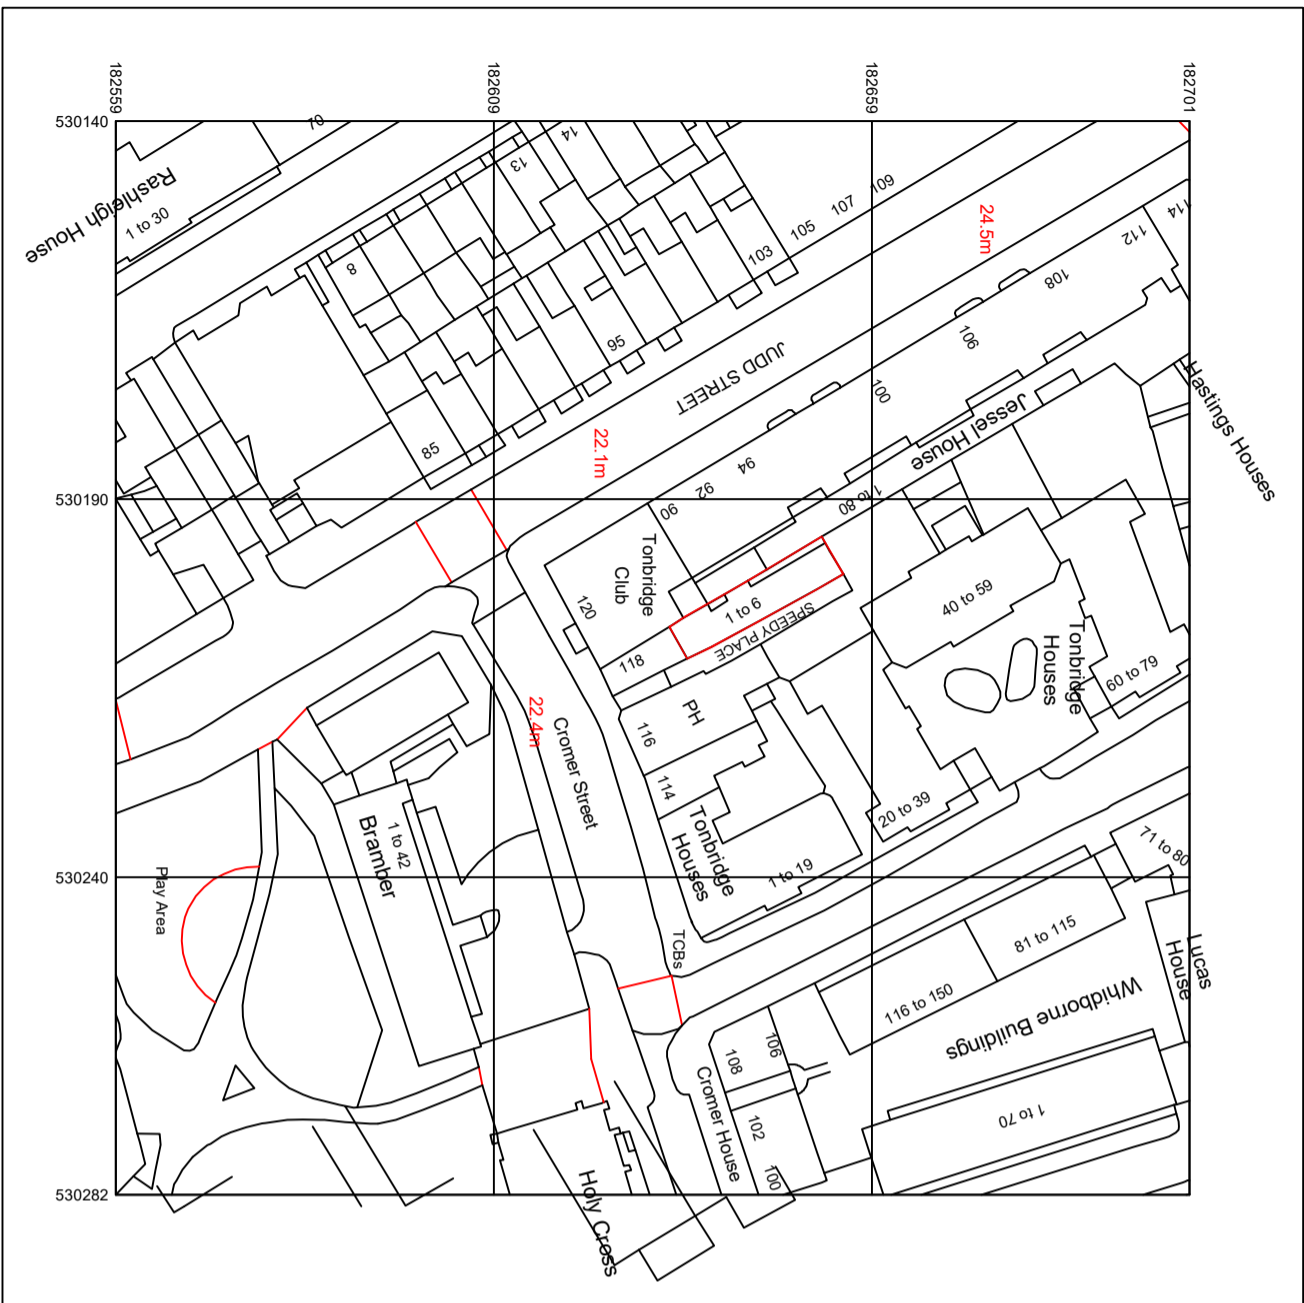 182559
182609
182659
182701
530140
530190
530240
530282
70
Rashleigh House
1 to 30
8
13
14
85
95
103
105
107
109
24.5m
22.1m
22.4m
JUDD STREET
114
112
108
106
100
94
92
90
Jessel House
1 to 80
Hastings Houses
Tonbridge
Club
120
118
1 to 9
SPEEDY PLACE
40 to 59
Tonbridge
Houses
60 to 79
20 to 39
PH
116
114
Tonbridge
Houses
1 to 19
Cromer Street
TCBs
Bramber
1 to 42
Play Area
71 to 80
81 to 115
116 to 150
Whidborne Buildings
Lucas
House
1 to 70
108
106
102
100
Cromer House
Holy Cross